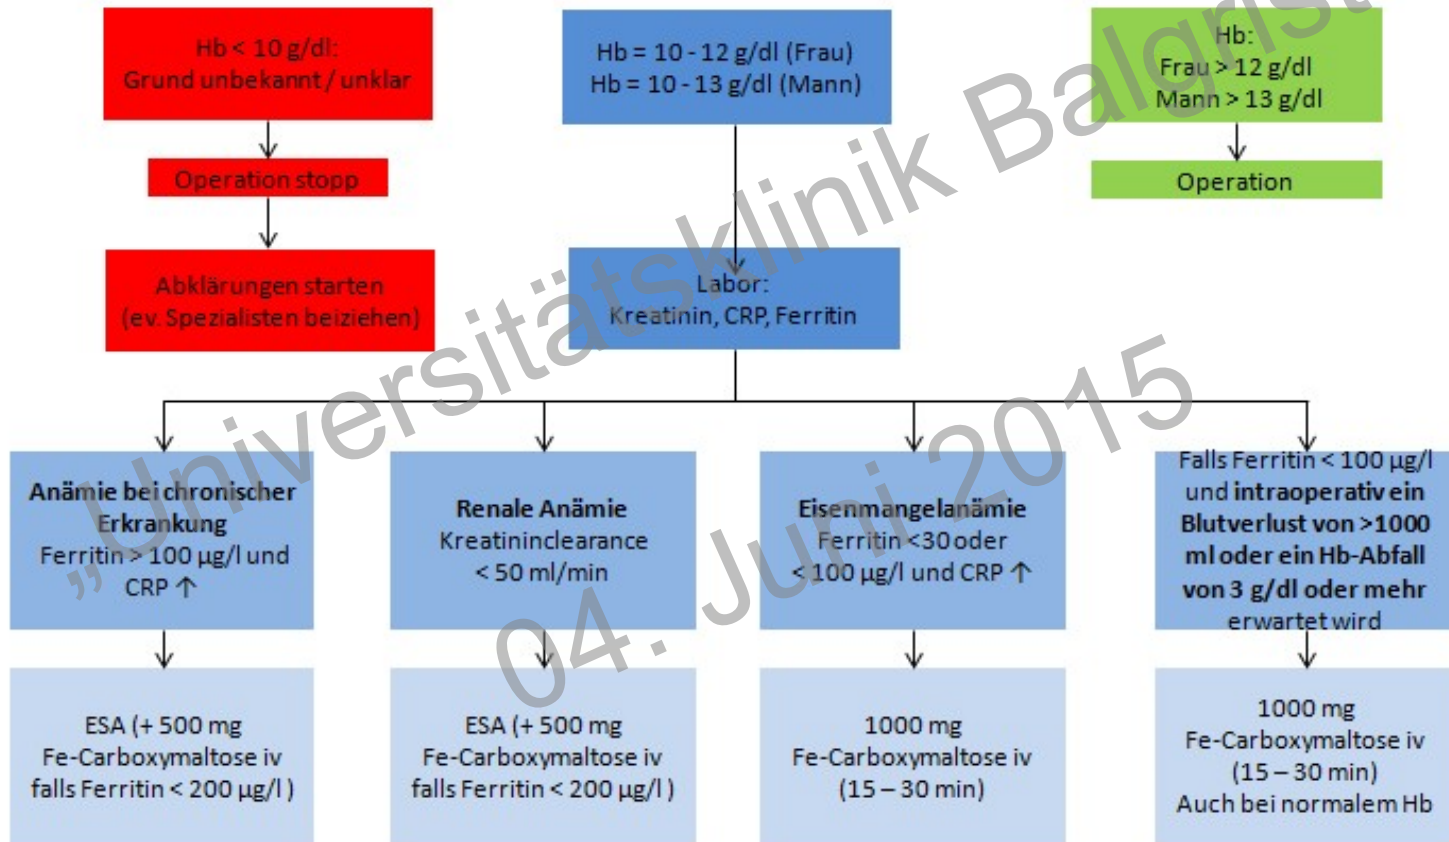 Hb < 10 g/dl:
Grund unbekannt / unklar
Operation stopp
Abklärungen starten
(ev. Spezialisten beiziehen)
Hb = 10 - 12 g/dl (Frau)
Hb = 10 - 13 g/dl (Mann)
Labor:
Kreatinin, CRP, Ferritin
Hb:
Frau > 12 g/dl
Mann > 13 g/dl
Operation
Anämie bei chronischer
Erkrankung
Ferritin > 100 µg/l und
CRP ↑
ESA (+ 500 mg
Fe-Carboxymaltose iv
falls Ferritin < 200 µg/l )
Renale Anämie
Kreatininclearance
< 50 ml/min
ESA (+ 500 mg
Fe-Carboxymaltose iv
falls Ferritin < 200 µg/l )
Eisenmangelanämie
Ferritin <30 oder
< 100 µg/l und CRP ↑
1000 mg
Fe-Carboxymaltose iv
(15 – 30 min)
Falls Ferritin < 100 µg/l
und intraoperativ ein
Blutverlust von >1000
ml oder ein Hb-Abfall
von 3 g/dl oder mehr
erwartet wird
1000 mg
Fe-Carboxymaltose iv
(15 – 30 min)
Auch bei normalem Hb
„Universitätsklinik Balgrist
04. Juni 2015